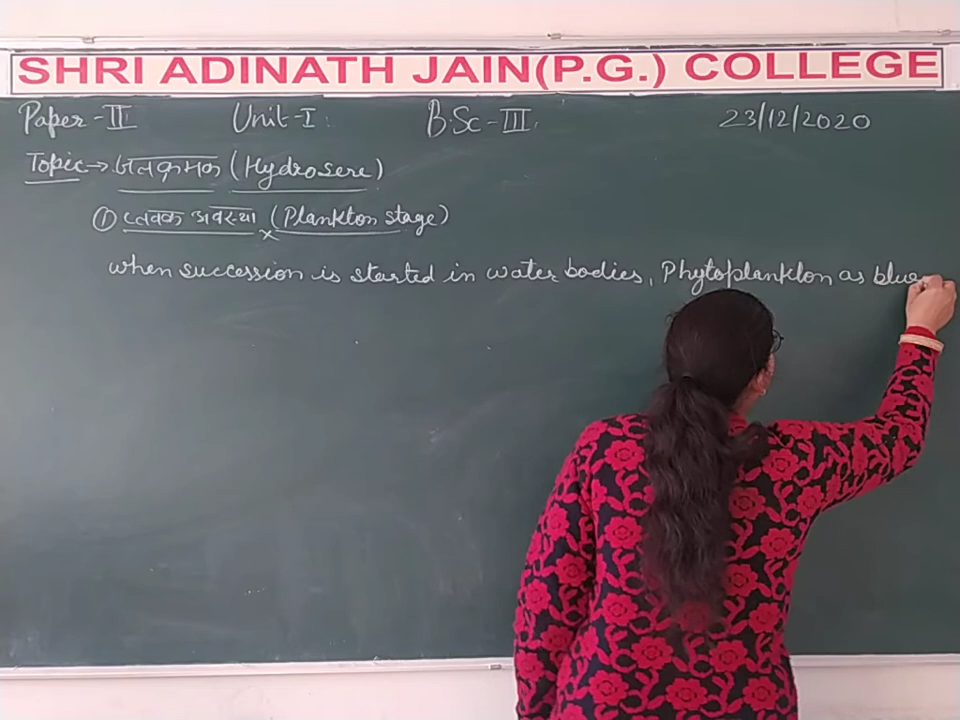 SHRI ADINATH JAIN(P.G.) COLLEGE
Paper-II Unit-I B.Sc-III 23/12/2020
Topic→ जलक्रमक (Hydrosere)
① प्लवक अवस्था (Plankton stage)
when succession is started in water bodies, Phytoplankton as blue